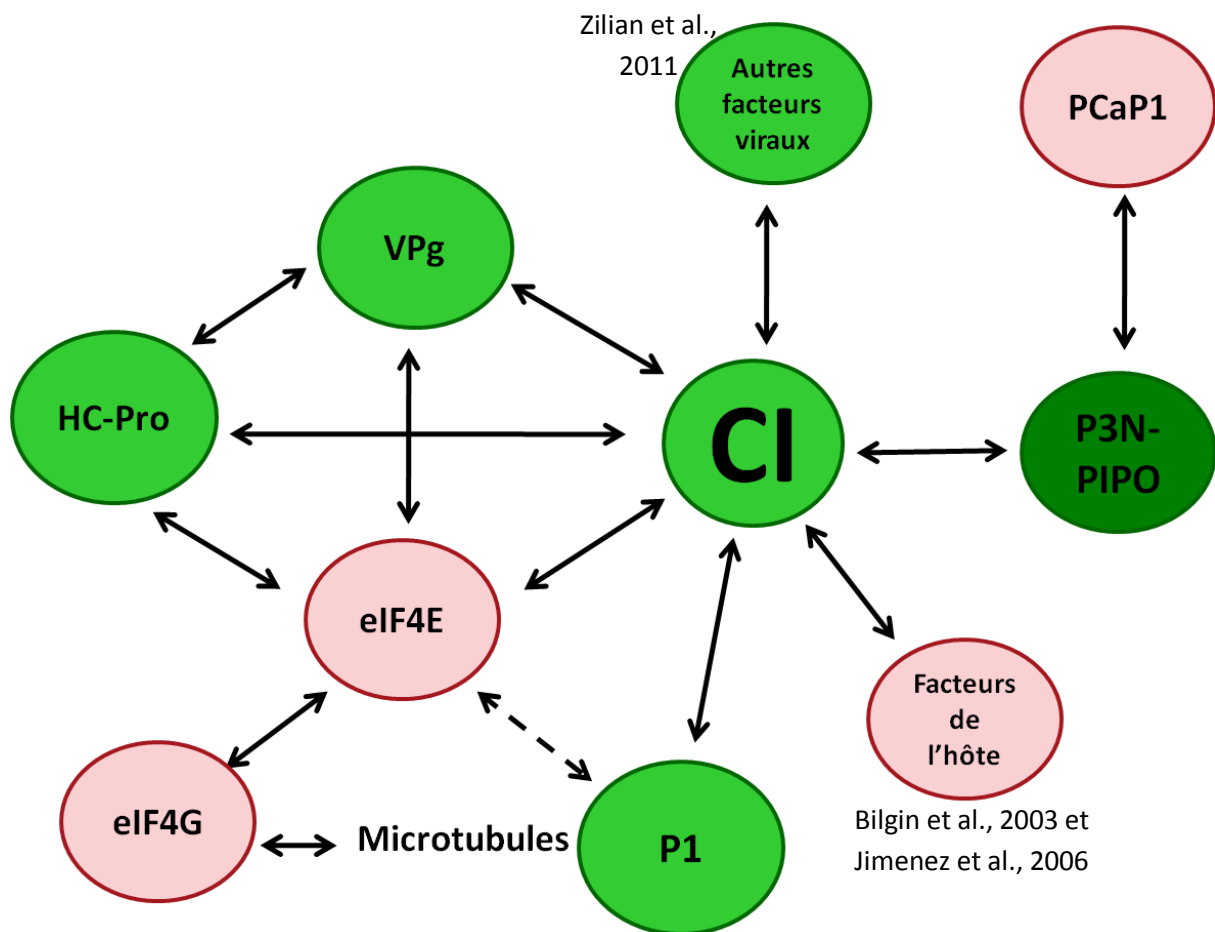 Zilian et al.,
2011
Autres
facteurs
viraux
PCaP1
VPg
HC-Pro
CI
P3N-
PIPO
eIF4E
Facteurs
de
l’hôte
eIF4G
Microtubules
P1
Bilgin et al., 2003 et
Jimenez et al., 2006